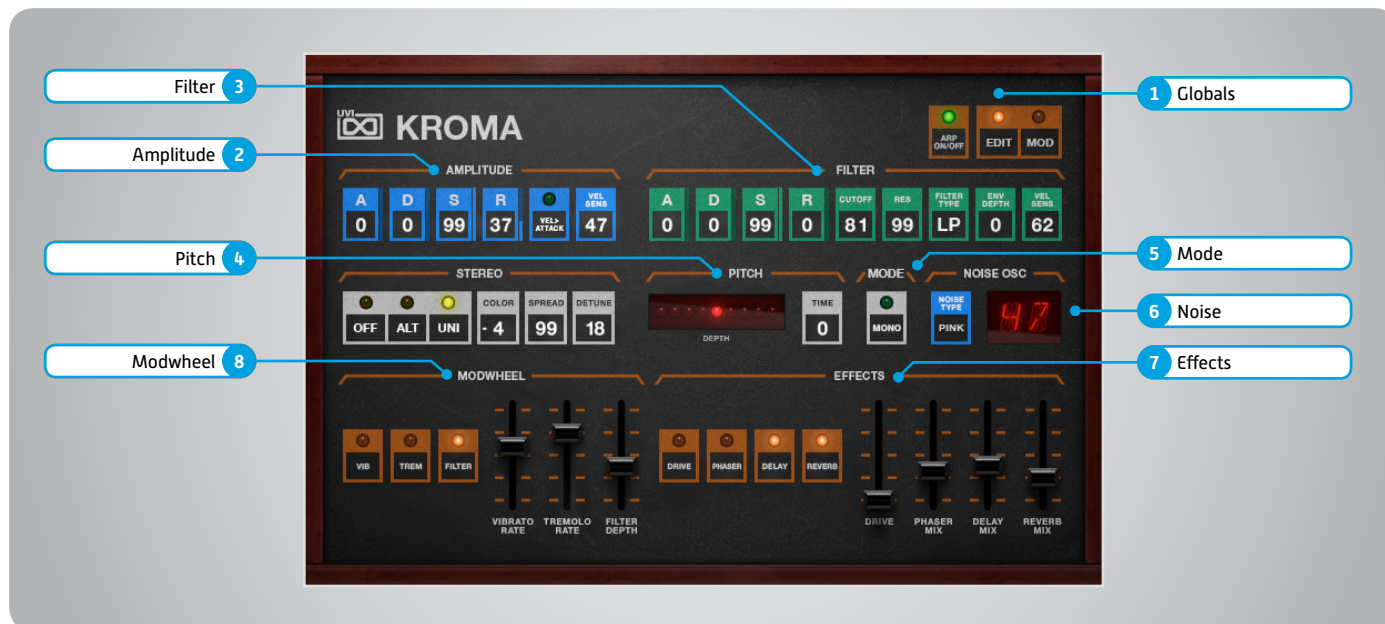 Filter 3
1 Globals
UVI KROMA
ARP ON/OFF EDIT MOD
Amplitude 2
AMPLITUDE FILTER
A D S R VEL> ATTACK VEL SENS
0 0 99 37 47
A D S R CUTOFF RES FILTER TYPE ENV DEPTH VEL SENS
0 0 99 0 81 99 LP 0 62
Pitch 4
5 Mode
STEREO PITCH MODE NOISE OSC
OFF ALT UNI COLOR SPREAD DETUNE
- 4 99 18
DEPTH
TIME
0
MONO
NOISE TYPE
PINK
47
6 Noise
Modwheel 8
7 Effects
MODWHEEL EFFECTS
VIB TREM FILTER
DRIVE PHASER DELAY REVERB
VIBRATO RATE
TREMOLO RATE
FILTER DEPTH
DRIVE
PHASER MIX
DELAY MIX
REVERB MIX